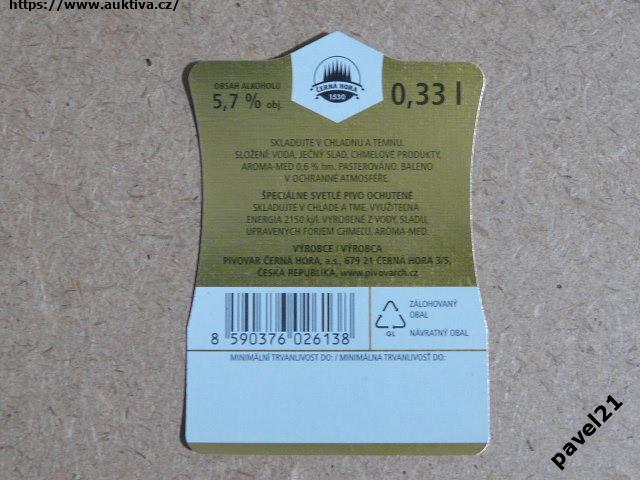 https://www.auktiva.cz/
OBSAH ALKOHOLU
5,7 % obj.
ČERNÁ HORA
1530
0,33 l
SKLADUJTE V CHLADNU A TEMNU.
SLOŽENÍ: VODA, JEČNÝ SLAD, CHMELOVÉ PRODUKTY,
AROMA-MED 0,6 % hm. PASTEROVÁNO. BALENO
V OCHRANNÉ ATMOSFÉŘE.
ŠPECIÁLNE SVETLÉ PIVO OCHUTENÉ
SKLADUJTE V CHLADE A TME. VYUŽITEĽNÁ
ENERGIA 2150 kJ/l. VYROBENÉ Z VODY, SLADU,
UPRAVENÝCH FORIEM CHMEĽU, AROMA-MED.
VÝROBCE / VÝROBCA
PIVOVAR ČERNÁ HORA, a.s., 679 21 ČERNÁ HORA 3/5,
ČESKÁ REPUBLIKA, www.pivovarch.cz
8 590376 026138
GL
ZÁLOHOVANÝ
OBAL
NÁVRATNÝ OBAL
MINIMÁLNÍ TRVANLIVOST DO: / MINIMÁLNA TRVANLIVOSŤ DO:
pavel21